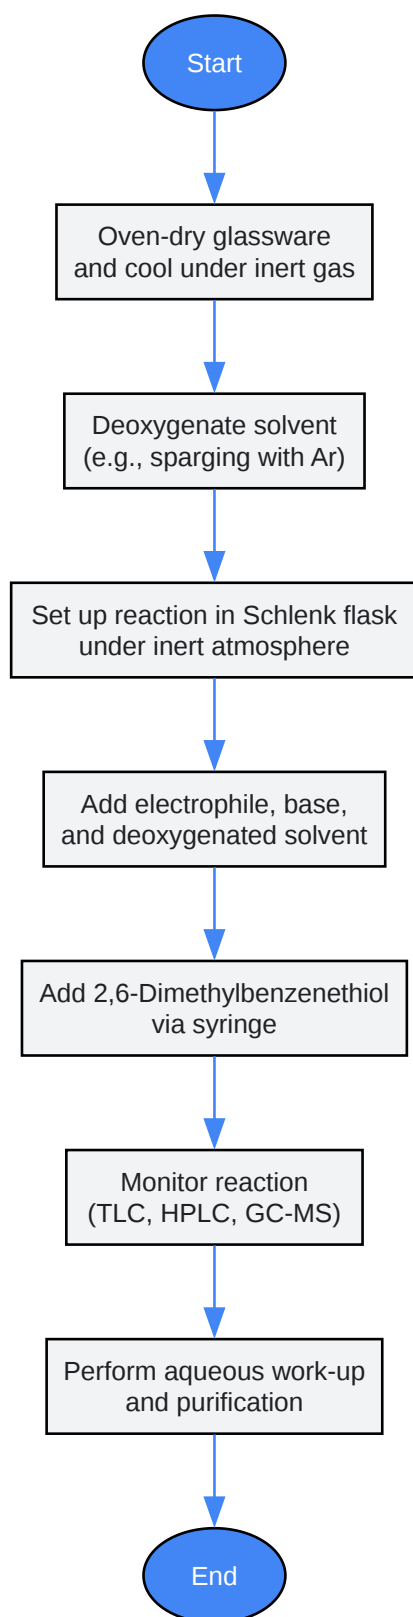 Start
Oven-dry glassware
and cool under inert gas
Deoxygenate solvent
(e.g., sparging with Ar)
Set up reaction in Schlenk flask
under inert atmosphere
Add electrophile, base,
and deoxygenated solvent
Add 2,6-Dimethylbenzenethiol
via syringe
Monitor reaction
(TLC, HPLC, GC-MS)
Perform aqueous work-up
and purification
End